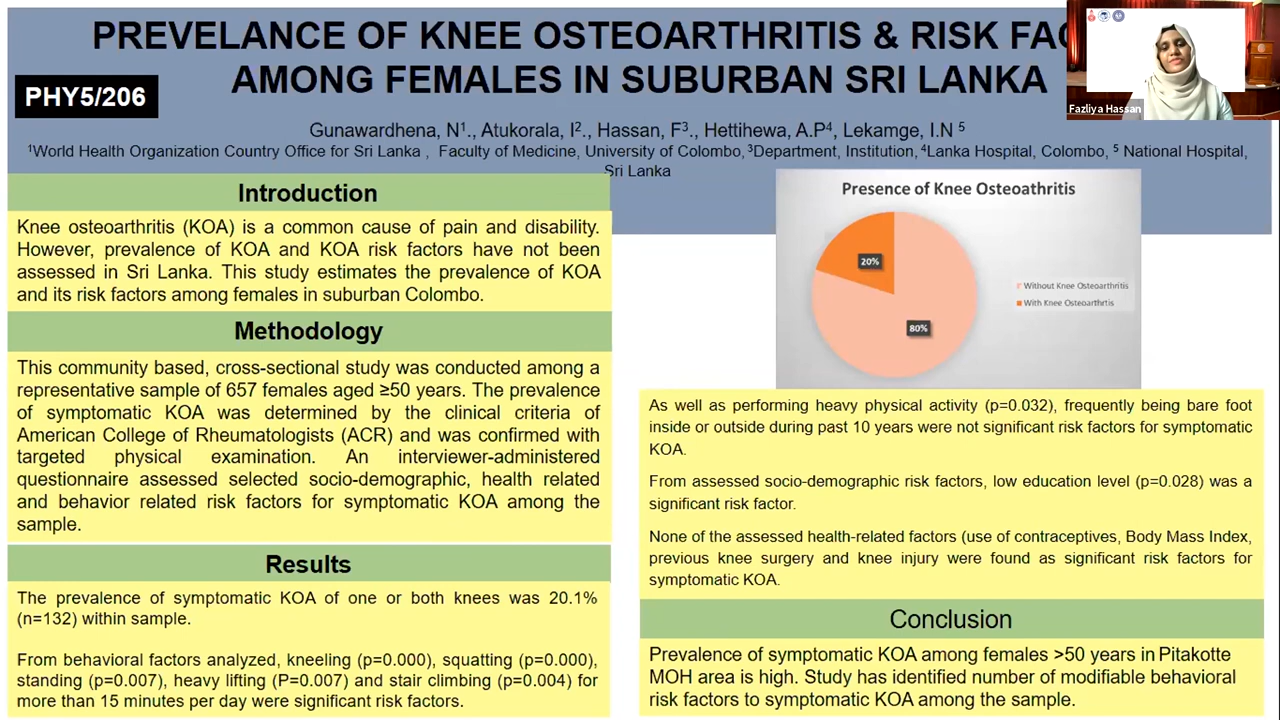 PREVELANCE OF KNEE OSTEOARTHRITIS & RISK FAC
AMONG FEMALES IN SUBURBAN SRI LANKA
PHY5/206
Fazliya Hassan
Gunawardhena, N¹., Atukorala, I²., Hassan, F³., Hettihewa, A.P⁴, Lekamge, I.N ⁵
¹World Health Organization Country Office for Sri Lanka , Faculty of Medicine, University of Colombo,³Department, Institution,⁴Lanka Hospital, Colombo, ⁵ National Hospital,
Sri Lanka
Introduction
Knee osteoarthritis (KOA) is a common cause of pain and disability.
However, prevalence of KOA and KOA risk factors have not been
assessed in Sri Lanka. This study estimates the prevalence of KOA
and its risk factors among females in suburban Colombo.
Methodology
This community based, cross-sectional study was conducted among a
representative sample of 657 females aged ≥50 years. The prevalence
of symptomatic KOA was determined by the clinical criteria of
American College of Rheumatologists (ACR) and was confirmed with
targeted physical examination. An interviewer-administered
questionnaire assessed selected socio-demographic, health related
and behavior related risk factors for symptomatic KOA among the
sample.
Results
The prevalence of symptomatic KOA of one or both knees was 20.1%
(n=132) within sample.
From behavioral factors analyzed, kneeling (p=0.000), squatting (p=0.000),
standing (p=0.007), heavy lifting (P=0.007) and stair climbing (p=0.004) for
more than 15 minutes per day were significant risk factors.
Presence of Knee Osteoathritis
20%
80%
Without Knee Osteoarthritis
With Knee Osteoarthrtis
As well as performing heavy physical activity (p=0.032), frequently being bare foot
inside or outside during past 10 years were not significant risk factors for symptomatic
KOA.
From assessed socio-demographic risk factors, low education level (p=0.028) was a
significant risk factor.
None of the assessed health-related factors (use of contraceptives, Body Mass Index,
previous knee surgery and knee injury were found as significant risk factors for
symptomatic KOA.
Conclusion
Prevalence of symptomatic KOA among females >50 years in Pitakotte
MOH area is high. Study has identified number of modifiable behavioral
risk factors to symptomatic KOA among the sample.